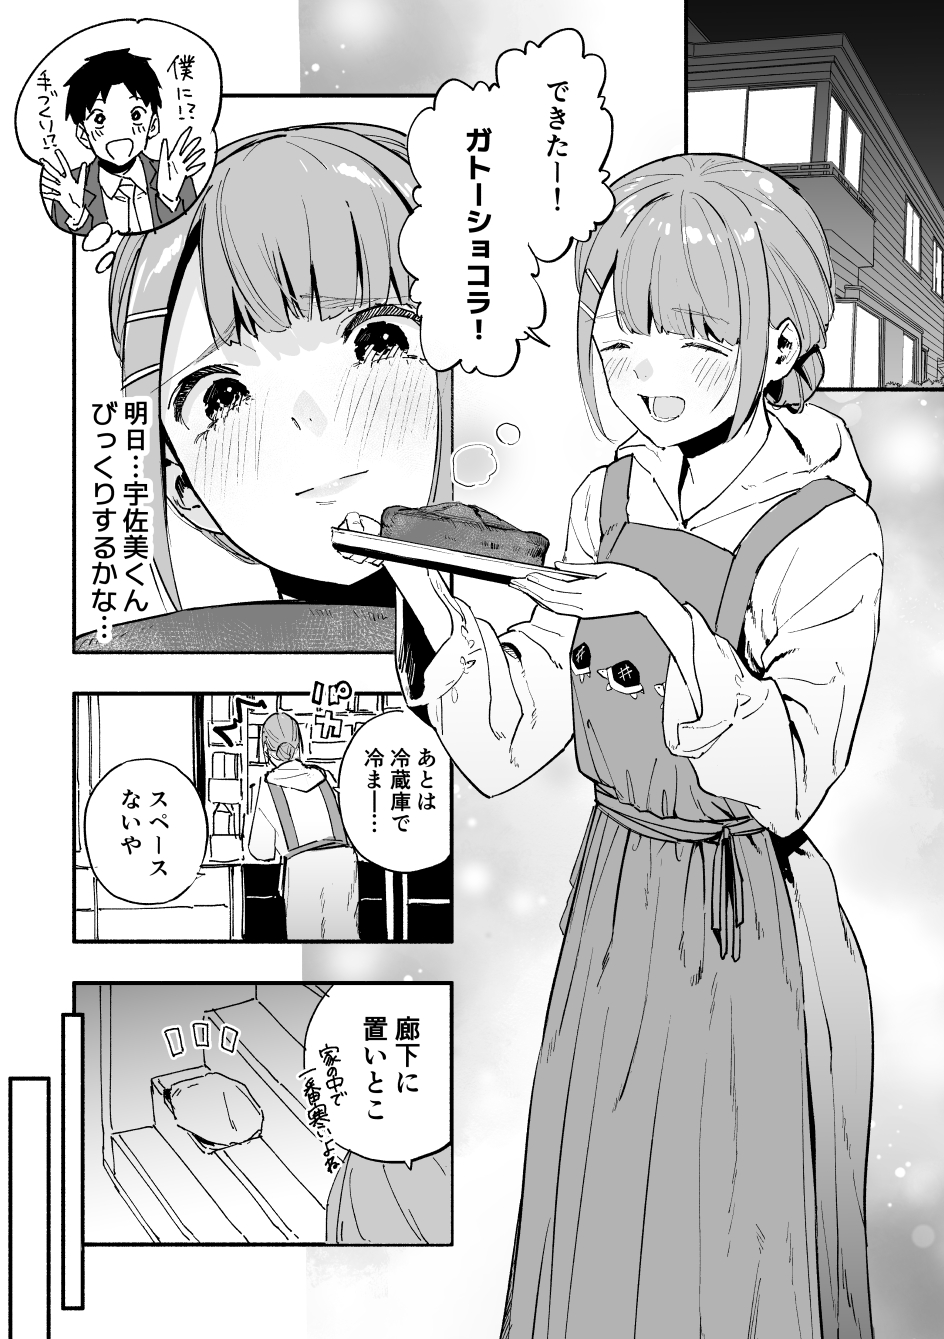 できたー！
ガトーショコラ！
僕に!?
手づくり!?
明日…宇佐美くん
びっくりするかな…
パカ
あとは
冷蔵庫で
冷ま――…
スペース
ないや
廊下に
置いとこ
家の中で
一番寒いよね